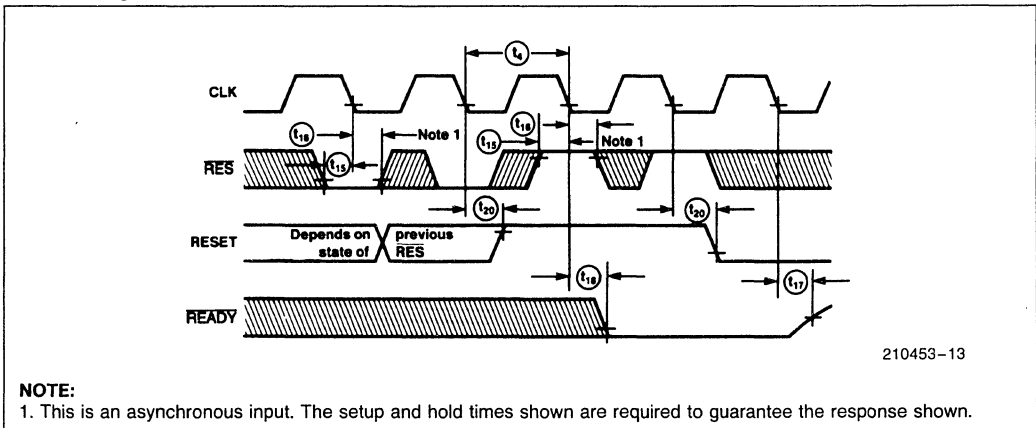 t4
CLK
t16
Note 1
t16
t15
Note 1
t15
RES
t20
t20
RESET
Depends on previous
state of RES
t18
t17
READY
210453–13
NOTE:
1. This is an asynchronous input. The setup and hold times shown are required to guarantee the response shown.